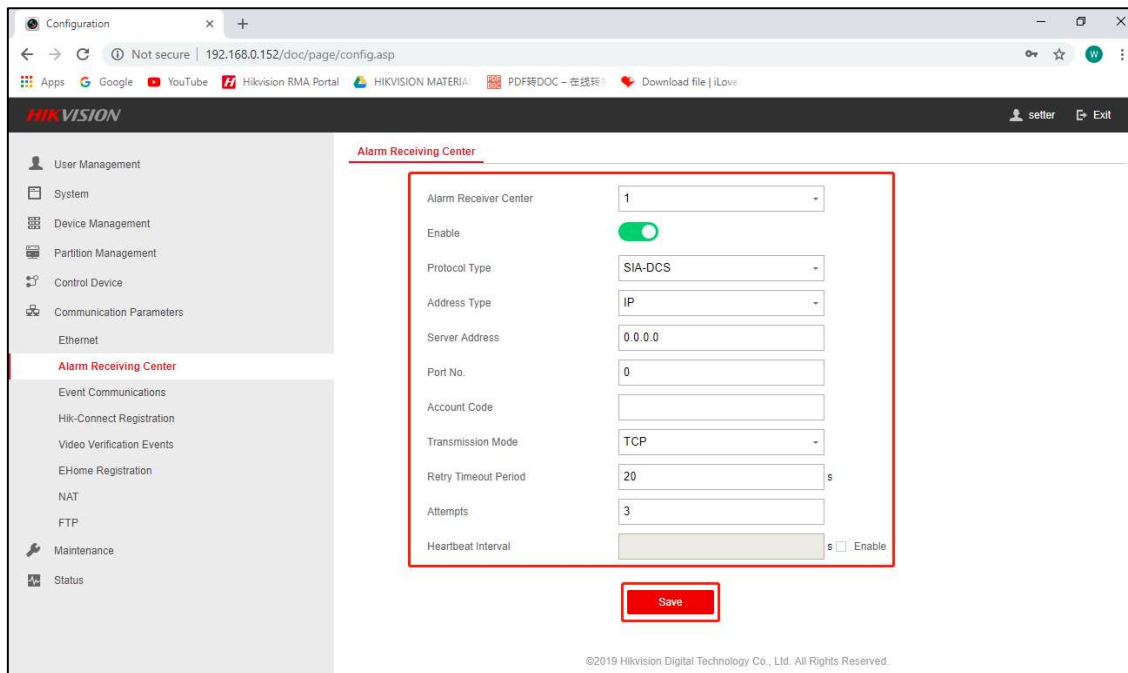 Configuration
Not secure | 192.168.0.152/doc/page/config.asp
W
Apps Google YouTube Hikvision RMA Portal HIKVISION MATERIA PDF转DOC – 在线转 Download file | iLove
HIKVISION setter Exit
User Management
System
Device Management
Partition Management
Control Device
Communication Parameters
Ethernet
Alarm Receiving Center
Event Communications
Hik-Connect Registration
Video Verification Events
EHome Registration
NAT
FTP
Maintenance
Status
Alarm Receiving Center
Alarm Receiver Center 1
Enable
Protocol Type SIA-DCS
Address Type IP
Server Address 0.0.0.0
Port No. 0
Account Code
Transmission Mode TCP
Retry Timeout Period 20 s
Attempts 3
Heartbeat Interval s Enable
Save
©2019 Hikvision Digital Technology Co., Ltd. All Rights Reserved.